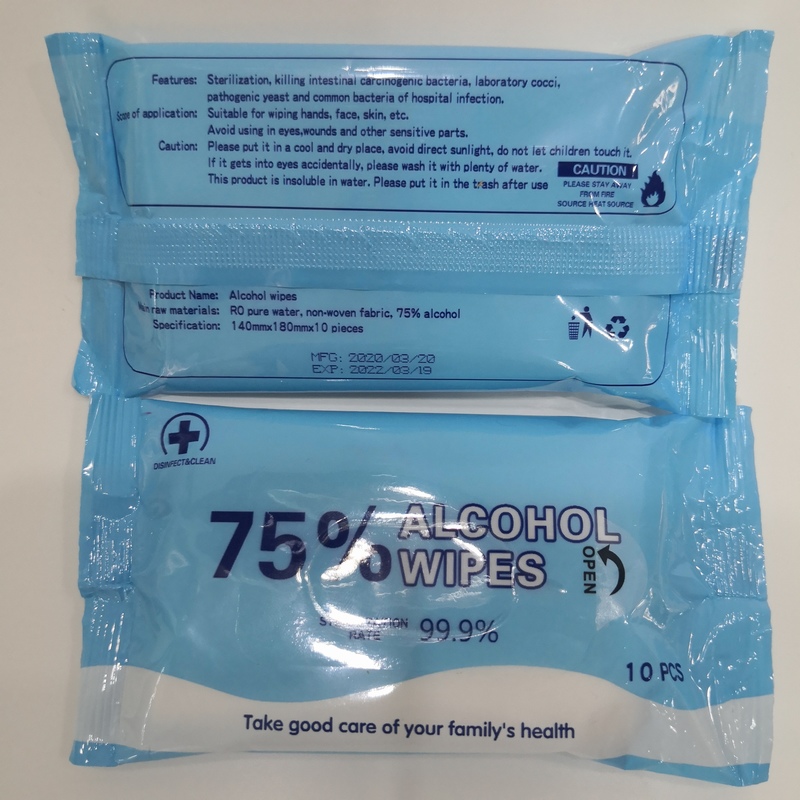 Features: Sterilization, killing intestinal carcinogenic bacteria, laboratory cocci,
pathogenic yeast and common bacteria of hospital infection.
of application: Suitable for wiping hands, face, skin, etc.
Avoid using in eyes,wounds and other sensitive parts.
Caution: Please put it in a cool and dry place, avoid direct sunlight, do not let children touch it.
If it gets into eyes accidentally, please wash it with plenty of water.
This product is insoluble in water. Please put it in the trash after use
CAUTION !
PLEASE STAY AWAY
FROM FIRE
SOURCE HEAT SOURCE
Product Name: Alcohol wipes
raw materials: RO pure water, non-woven fabric, 75% alcohol
Specification: 140mmx180mmx10 pieces
MFG: 2020/03/20
EXP: 2022/03/19
DISINFECT&CLEAN
75% ALCOHOL
WIPES
OPEN
RATE 99.9%
10 PCS
Take good care of your family's health